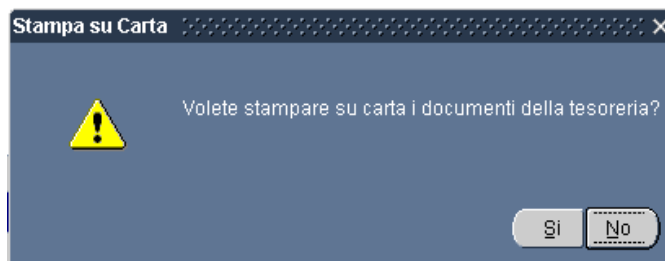 Stampa su Carta
Volete stampare su carta i documenti della tesoreria?
Si No